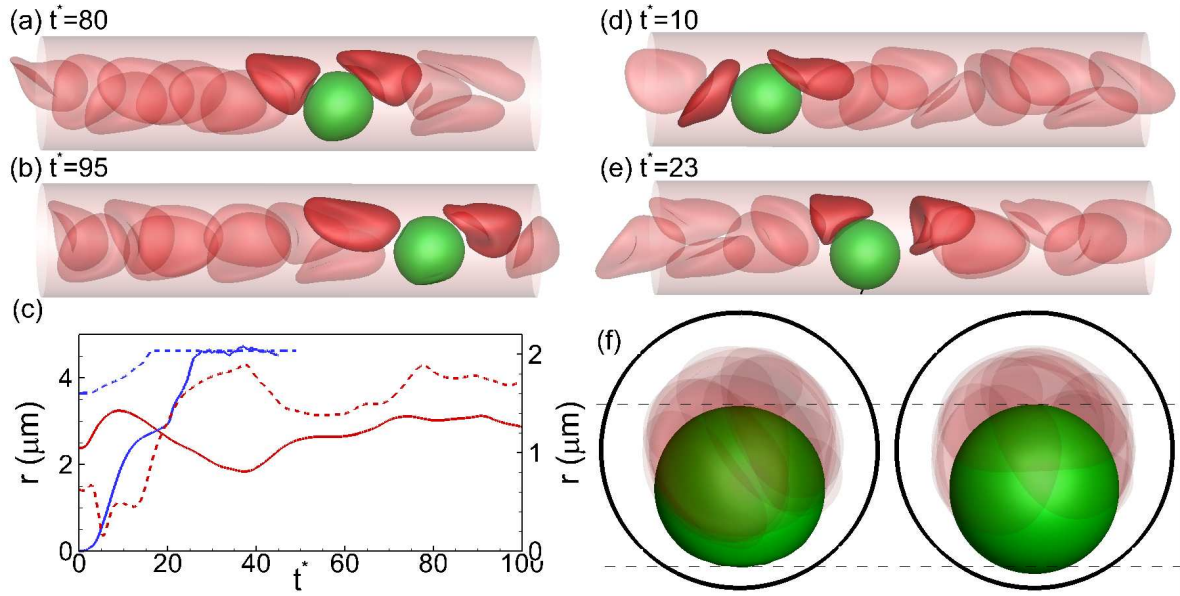 (a) t*=80
(d) t*=10
(b) t*=95
(e) t*=23
(c)
(f)
r (μm)
4
2
0
2
1
0
r (μm)
0
20
40
60
80
100
t*